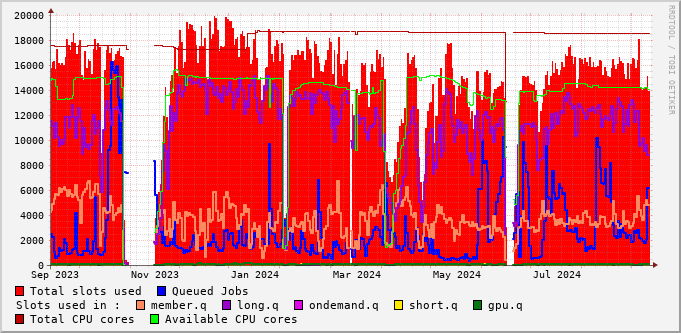 20000
18000
16000
14000
12000
10000
8000
6000
4000
2000
0
Sep 2023 Nov 2023 Jan 2024 Mar 2024 May 2024 Jul 2024
Total slots used Queued Jobs
Slots used in : member.q long.q ondemand.q short.q gpu.q
Total CPU cores Available CPU cores
RRDTOOL / TOBI OETIKER